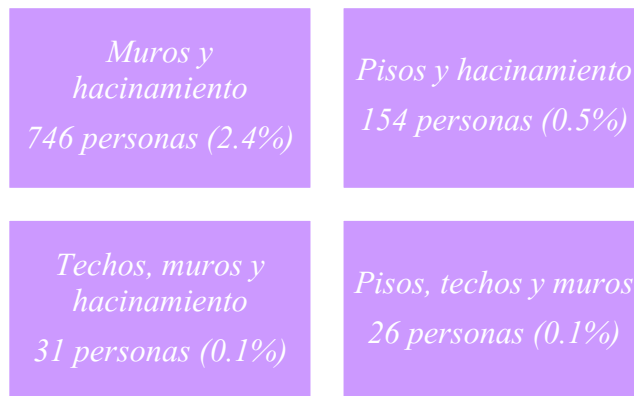 Muros y
hacinamiento
746 personas (2.4%)
Pisos y hacinamiento
154 personas (0.5%)
Techos, muros y
hacinamiento
31 personas (0.1%)
Pisos, techos y muros
26 personas (0.1%)